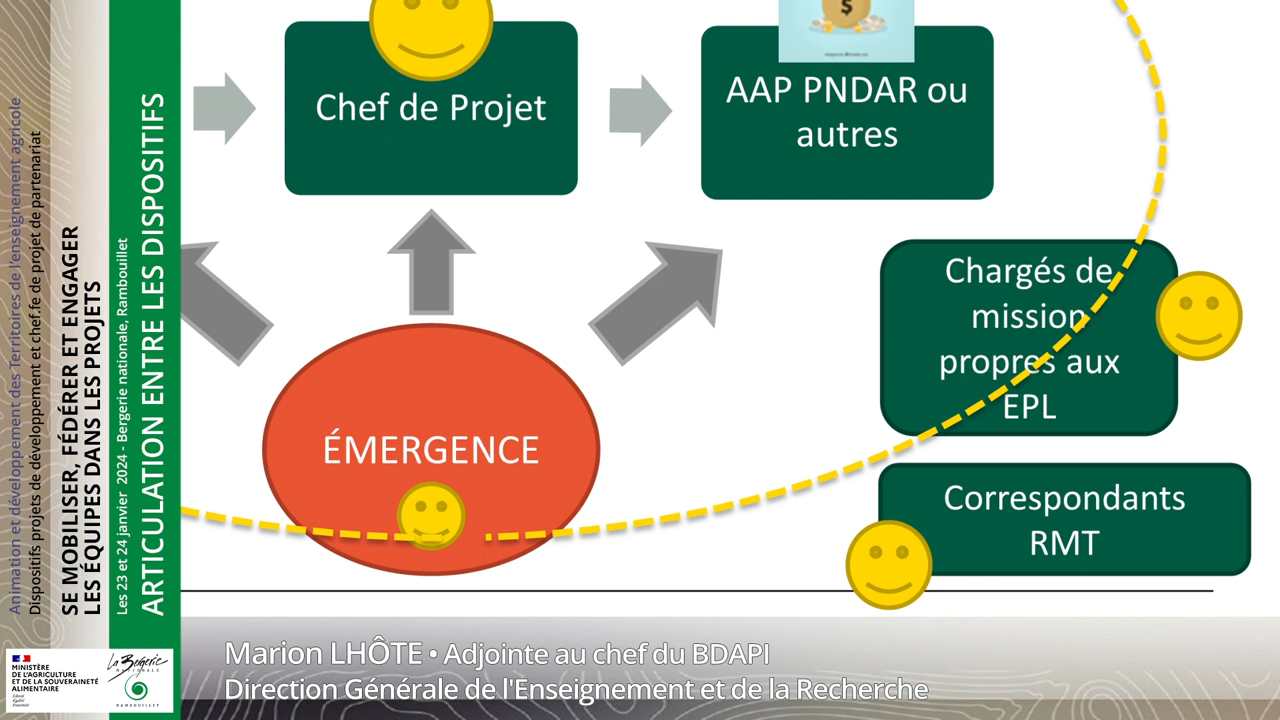 Animation et développement des Territoires de l'enseignement agricole
Dispositifs projets de développement et chef.fe de projet de partenariat
SE MOBILISER, FÉDÉRER ET ENGAGER
LES ÉQUIPES DANS LES PROJETS
Les 23 et 24 janvier 2024 - Bergerie nationale, Rambouillet
ARTICULATION ENTRE LES DISPOSITIFS
Chef de Projet
$
AAP PNDAR ou
autres
Chargés de
mission
propres aux
EPL
ÉMERGENCE
Correspondants
RMT
Marion LHÔTE • Adjointe au chef du BDAPI
Direction Générale de l'Enseignement et de la Recherche
MINISTÈRE
DE L'AGRICULTURE
ET DE LA SOUVERAINETÉ
ALIMENTAIRE
Liberté
Égalité
Fraternité
La Bergerie
NATIONALE
RAMBOUILLET